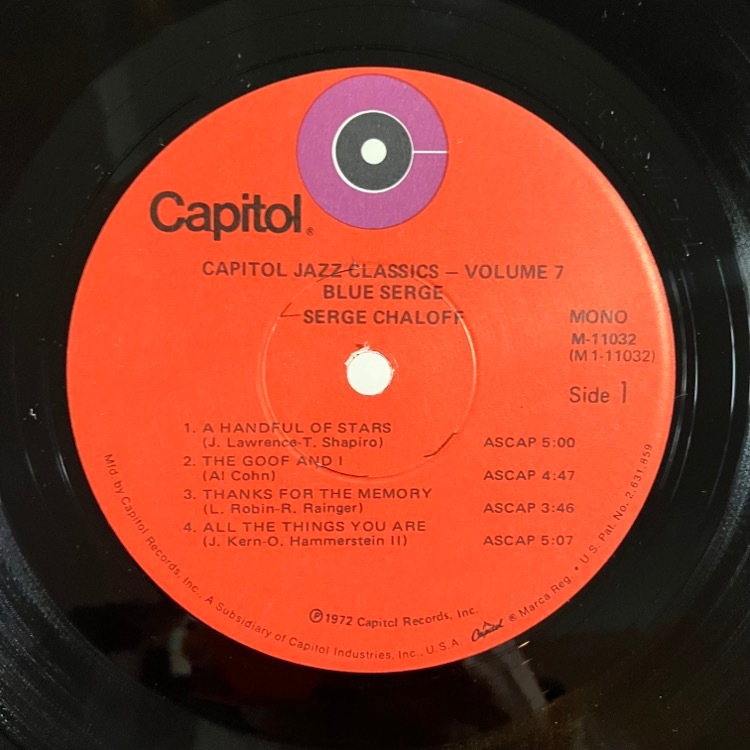 Capitol®
CAPITOL JAZZ CLASSICS – VOLUME 7
BLUE SERGE
SERGE CHALOFF
MONO
M-11032
(M1-11032)
Side 1
1. A HANDFUL OF STARS
(J. Lawrence-T. Shapiro) ASCAP 5:00
2. THE GOOF AND I
(Al Cohn) ASCAP 4:47
3. THANKS FOR THE MEMORY
(L. Robin-R. Rainger) ASCAP 3:46
4. ALL THE THINGS YOU ARE
(J. Kern-O. Hammerstein II) ASCAP 5:07
Ⓟ1972 Capitol Records, Inc.
Mfd. by Capitol Records, Inc., A Subsidiary of Capitol Industries, Inc., U.S.A. Capitol ® Marca Reg. • U.S. Pat. No. 2,631,859